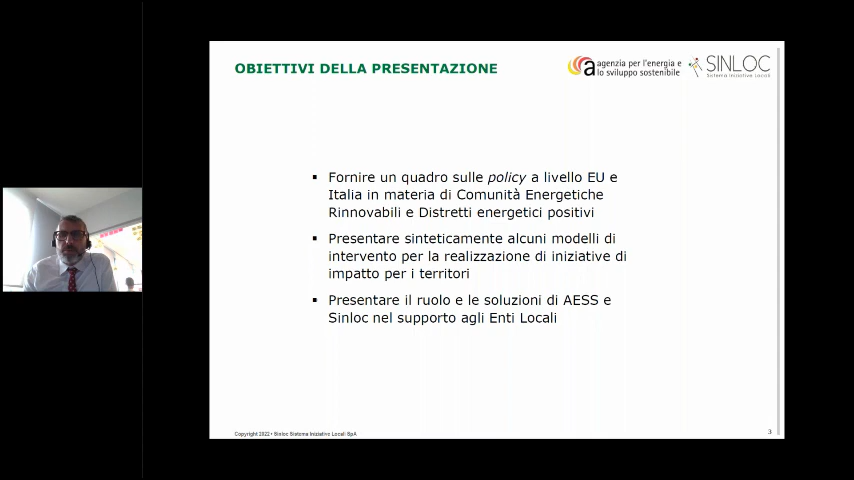 OBIETTIVI DELLA PRESENTAZIONE
agenzia per l'energia e
lo sviluppo sostenibile
SINLOC
Sistema Iniziative Locali
▪ Fornire un quadro sulle policy a livello EU e
Italia in materia di Comunità Energetiche
Rinnovabili e Distretti energetici positivi
▪ Presentare sinteticamente alcuni modelli di
intervento per la realizzazione di iniziative di
impatto per i territori
▪ Presentare il ruolo e le soluzioni di AESS e
Sinloc nel supporto agli Enti Locali
Copyright 2022 • Sinloc Sistema Iniziative Locali SpA
3